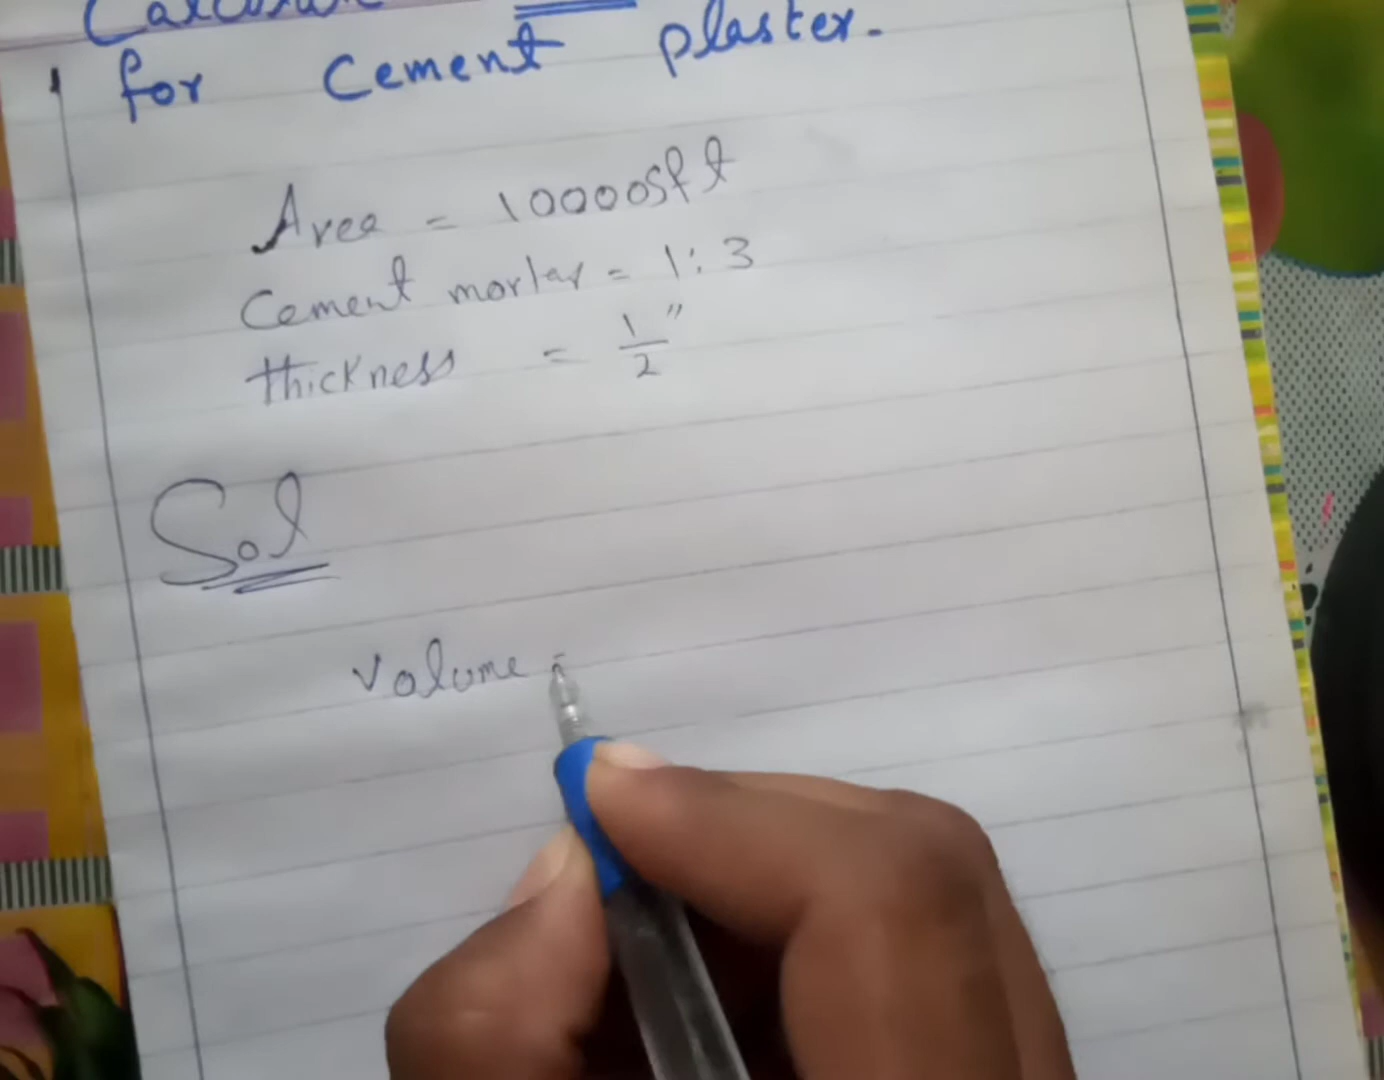 for Cement plaster.
Area = 10000sft
Cement mortar = 1:3
thickness = 1/2"
Sol
Volume =